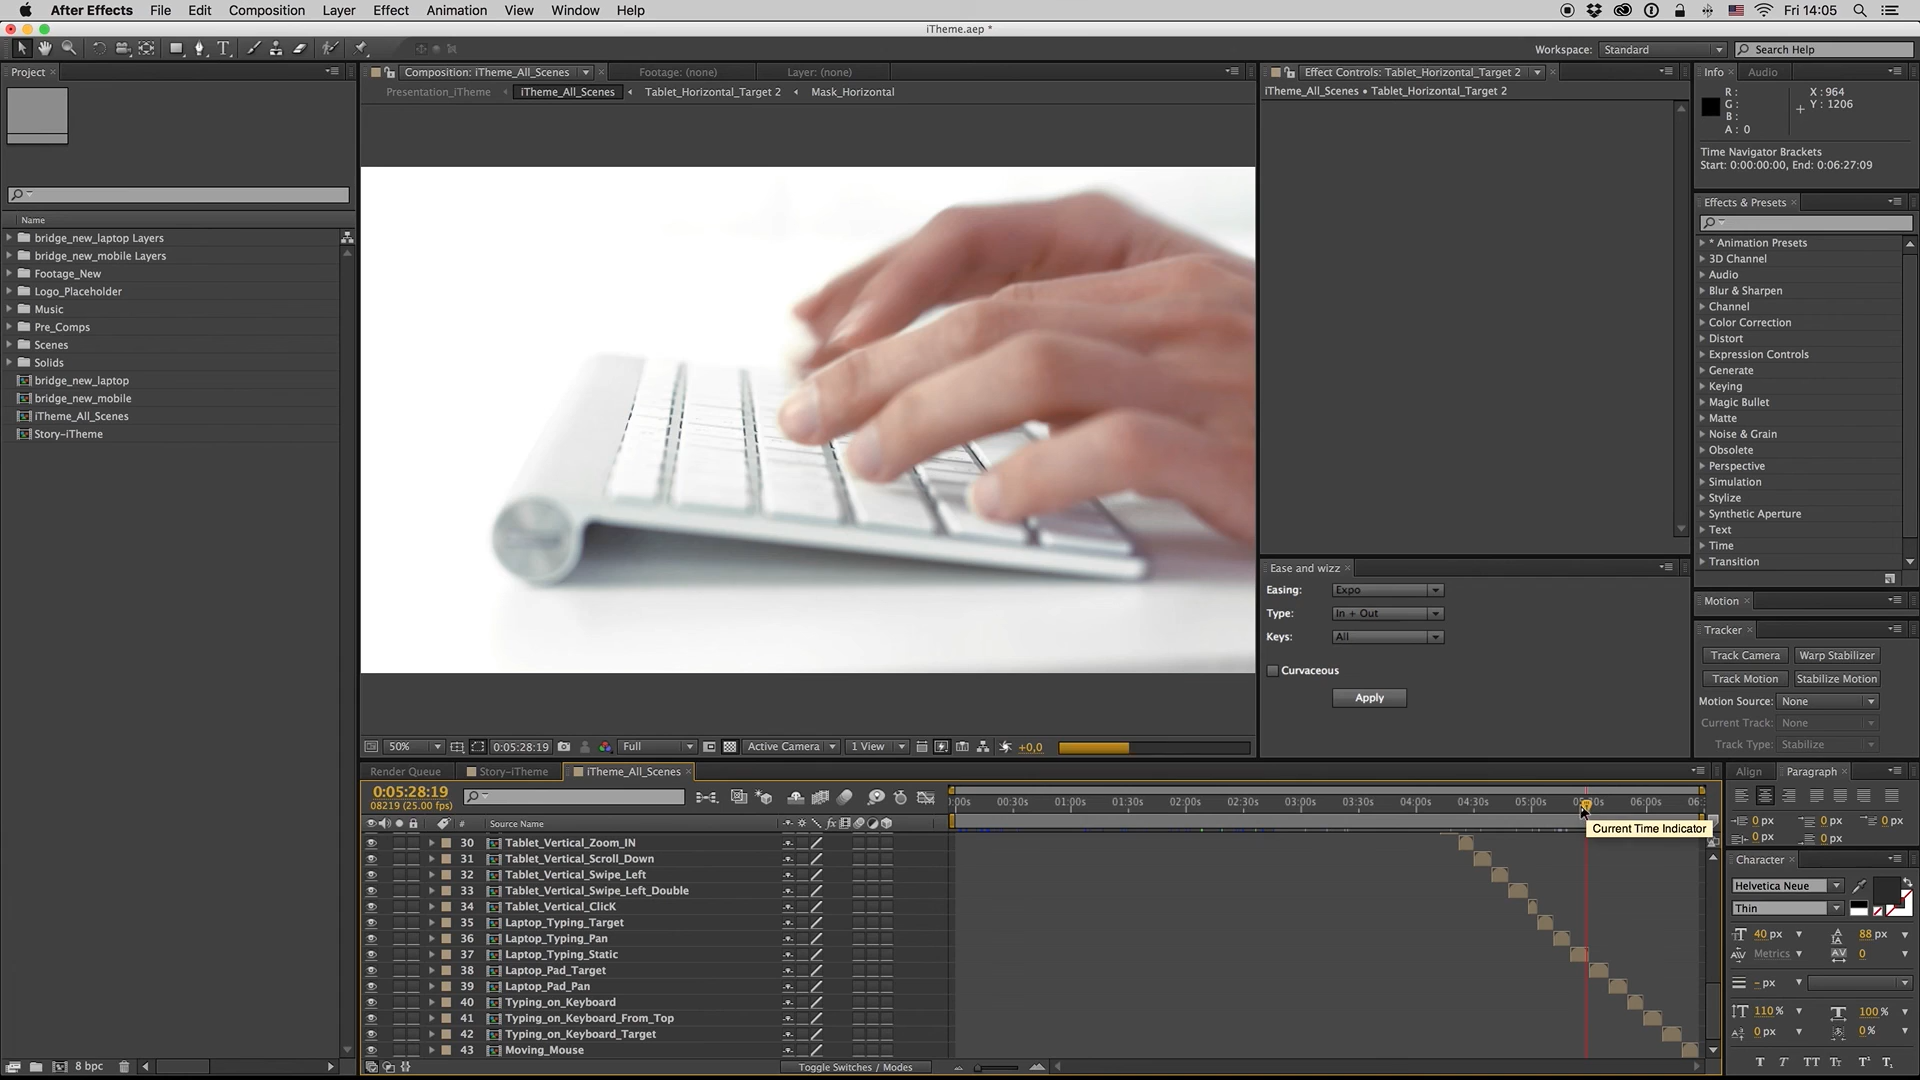 After Effects File Edit Composition Layer Effect Animation View Window Help
Fri 14:05
iTheme.aep *
Workspace: Standard
Search Help
Project
Composition: iTheme_All_Scenes
Footage: (none)
Layer: (none)
Effect Controls: Tablet_Horizontal_Target 2
Info Audio
Presentation_iTheme iTheme_All_Scenes Tablet_Horizontal_Target 2 Mask_Horizontal
iTheme_All_Scenes • Tablet_Horizontal_Target 2
R :
G :
B :
A : 0
X : 964
Y : 1206
Time Navigator Brackets
Start: 0:00:00:00, End: 0:06:27:09
Name
bridge_new_laptop Layers
bridge_new_mobile Layers
Footage_New
Logo_Placeholder
Music
Pre_Comps
Scenes
Solids
bridge_new_laptop
bridge_new_mobile
iTheme_All_Scenes
Story-iTheme
Effects & Presets
* Animation Presets
3D Channel
Audio
Blur & Sharpen
Channel
Color Correction
Distort
Expression Controls
Generate
Keying
Magic Bullet
Matte
Noise & Grain
Obsolete
Perspective
Simulation
Stylize
Synthetic Aperture
Text
Time
Transition
Ease and wizz
Easing: Expo
Type: In + Out
Keys: All
Curvaceous
Apply
Motion
Tracker
Track Camera Warp Stabilizer
Track Motion Stabilize Motion
Motion Source: None
Current Track: None
Track Type: Stabilize
50%
0:05:28:19
Full
Active Camera
1 View
+0,0
Render Queue Story-iTheme iTheme_All_Scenes
0:05:28:19
08219 (25.00 fps)
:00s 00:30s 01:00s 01:30s 02:00s 02:30s 03:00s 03:30s 04:00s 04:30s 05:00s 06:00s
Current Time Indicator
# Source Name
30 Tablet_Vertical_Zoom_IN
31 Tablet_Vertical_Scroll_Down
32 Tablet_Vertical_Swipe_Left
33 Tablet_Vertical_Swipe_Left_Double
34 Tablet_Vertical_ClicK
35 Laptop_Typing_Target
36 Laptop_Typing_Pan
37 Laptop_Typing_Static
38 Laptop_Pad_Target
39 Laptop_Pad_Pan
40 Typing_on_Keyboard
41 Typing_on_Keyboard_From_Top
42 Typing_on_Keyboard_Target
43 Moving_Mouse
8 bpc
Toggle Switches / Modes
Align Paragraph
0 px 0 px 0 px
0 px 0 px
Character
Helvetica Neue
Thin
40 px 88 px
Metrics 0
- px
110 % 100 %
0 px 0 %